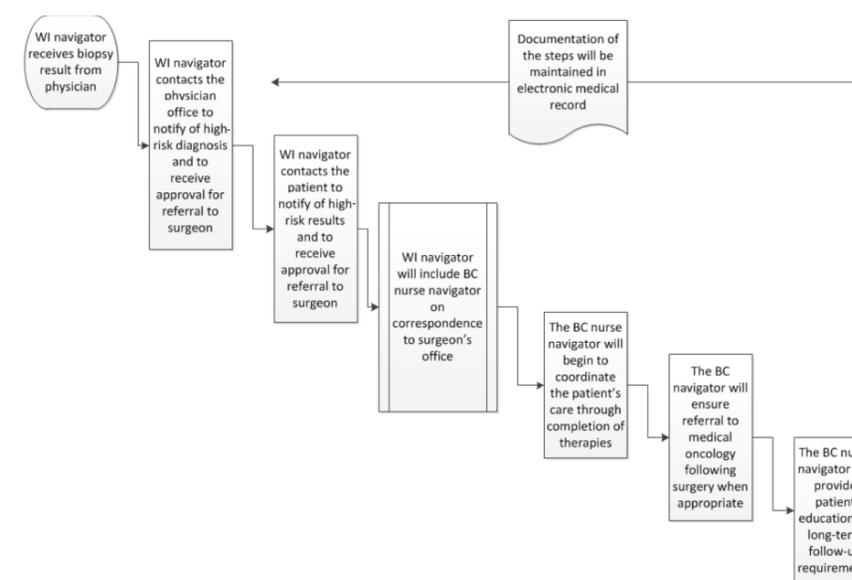 WI navigator
receives biopsy
result from
physician
WI navigator
contacts the
physician
office to
notify of high-
risk diagnosis
and to
receive
approval for
referral to
surgeon
WI navigator
contacts the
patient to
notify of high-
risk results
and to
receive
approval for
referral to
surgeon
WI navigator
will include BC
nurse navigator
on
correspondence
to surgeon's
office
Documentation of
the steps will be
maintained in
electronic medical
record
The BC nurse
navigator will
begin to
coordinate
the patient's
care through
completion of
therapies
The BC
navigator will
ensure
referral to
medical
oncology
following
surgery when
appropriate
The BC
navigator
patient
education